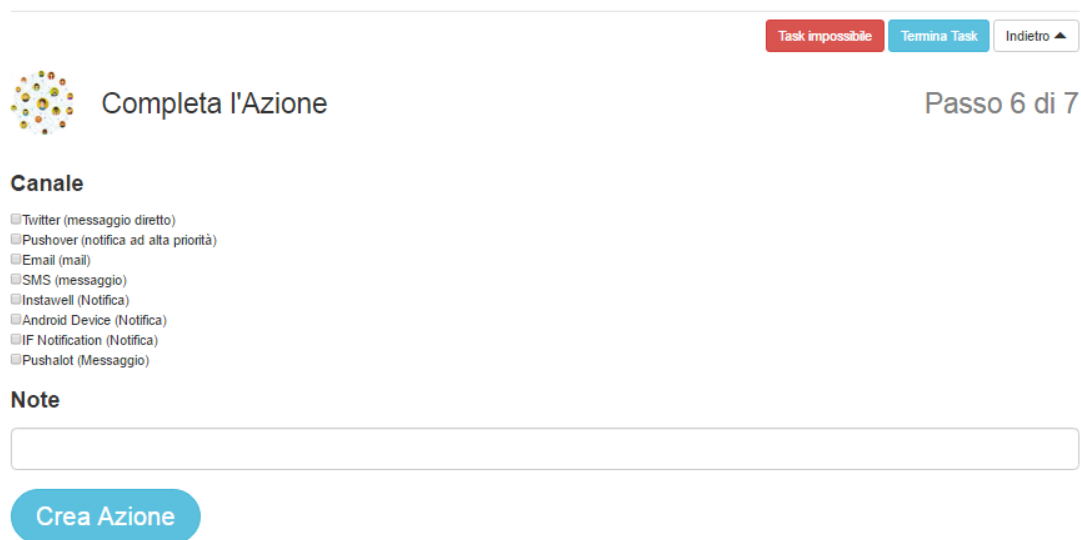 Task impossibile
Termina Task
Indietro
Completa l'Azione
Passo 6 di 7
Canale
Twitter (messaggio diretto)
Pushover (notifica ad alta priorità)
Email (mail)
SMS (messaggio)
Instawell (Notifica)
Android Device (Notifica)
IF Notification (Notifica)
Pushalot (Messaggio)
Note
Crea Azione